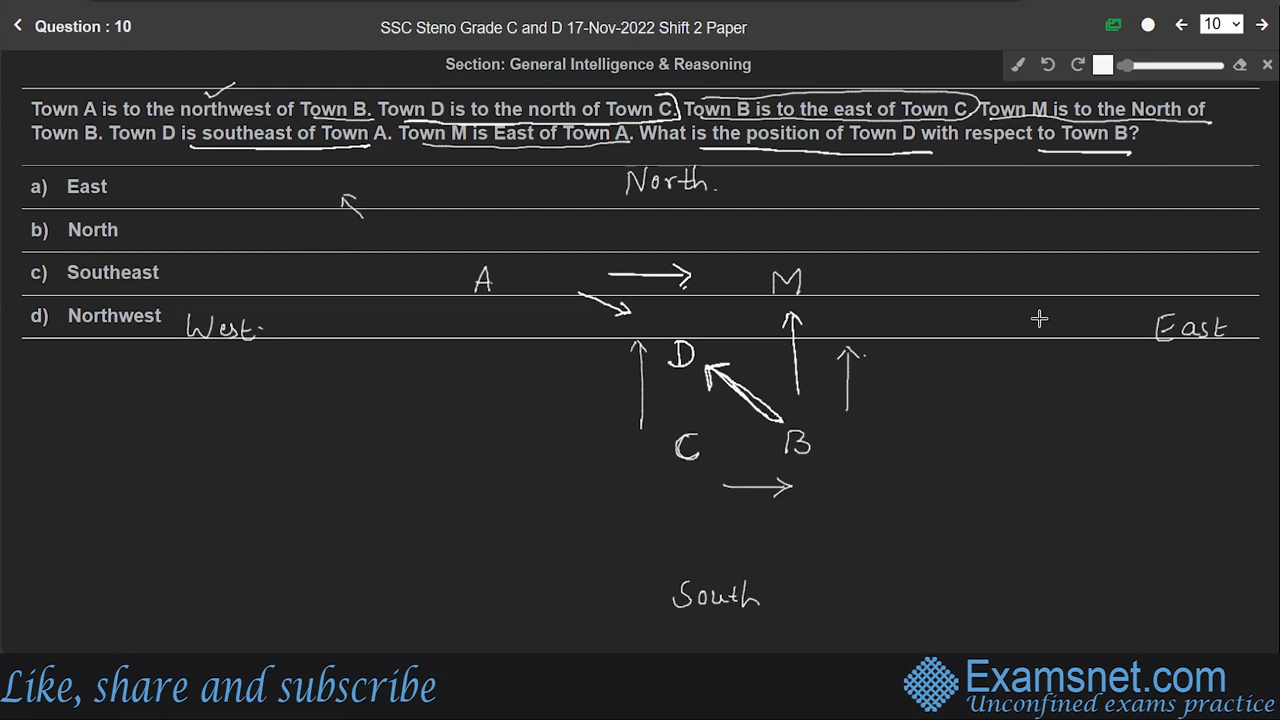 Question : 10
SSC Steno Grade C and D 17-Nov-2022 Shift 2 Paper
10
Section: General Intelligence & Reasoning
Town A is to the northwest of Town B. Town D is to the north of Town C. Town B is to the east of Town C. Town M is to the North of
Town B. Town D is southeast of Town A. Town M is East of Town A. What is the position of Town D with respect to Town B?
a) East
North.
b) North
c) Southeast
A M
d) Northwest
West.
East
D
C B
South
Like, share and subscribe
Examsnet.com
Unconfined exams practice